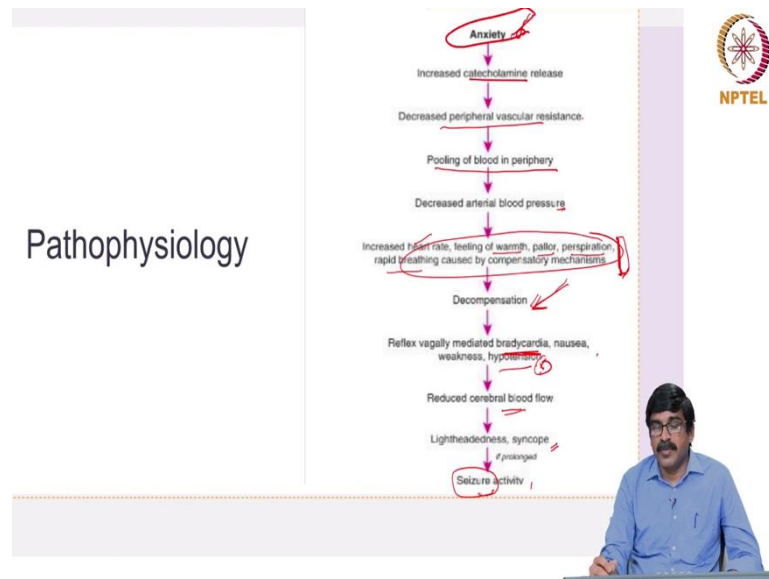 Anxiety
Increased catecholamine release
Decreased peripheral vascular resistance.
Pooling of blood in periphery
Decreased arterial blood pressure
Increased heart rate, feeling of warmth, pallor, perspiration,
rapid breathing caused by compensatory mechanisms
Decompensation
Reflex vagally mediated bradycardia, nausea,
weakness, hypotension
Reduced cerebral blood flow
Lightheadedness, syncope
if prolonged
Seizure activity
Pathophysiology
NPTEL